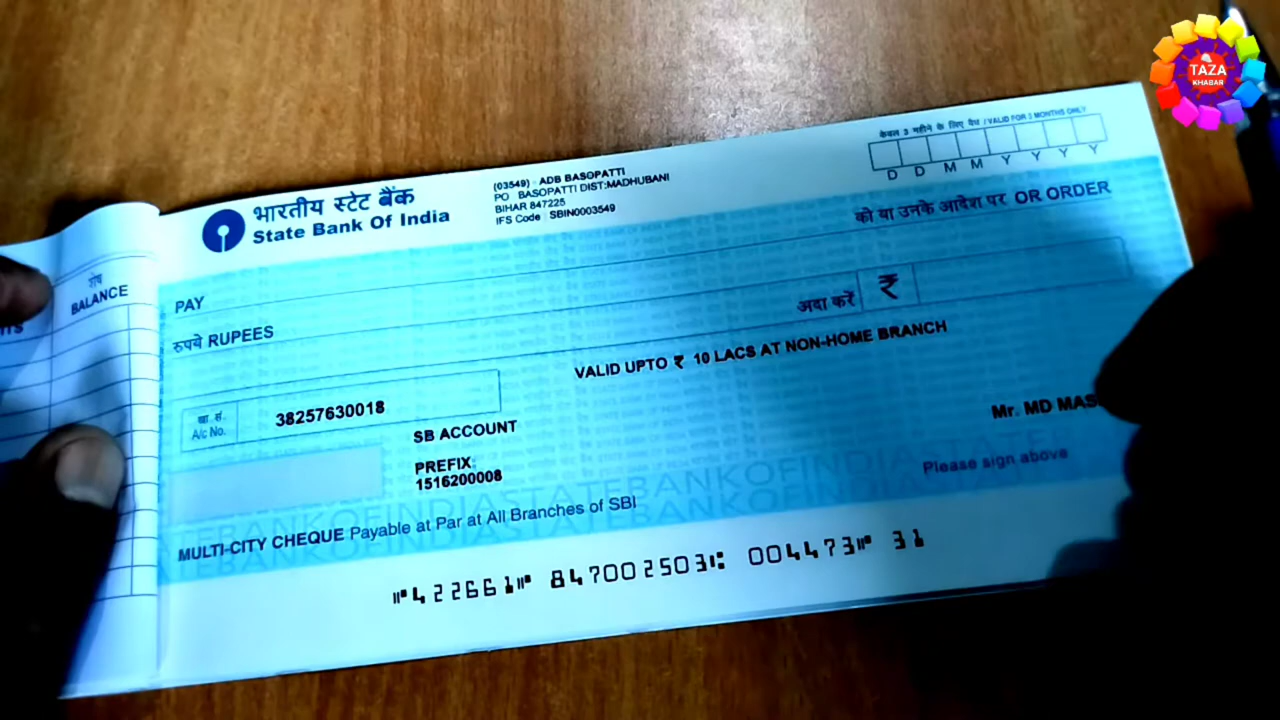 TAZA
KHABAR
केवल 3 महीने के लिए वैध / VALID FOR 3 MONTHS ONLY
D D M M Y Y Y Y
भारतीय स्टेट बैंक
State Bank Of India
(03549) - ADB BASOPATTI
PO BASOPATTI DIST:MADHUBANI
BIHAR 847225
IFS Code : SBIN0003549
PAY
को या उनके आदेश पर OR ORDER
रुपये RUPEES
अदा करें ₹
VALID UPTO ₹ 10 LACS AT NON-HOME BRANCH
शेष
BALANCE
खा. सं.
A/c No.
38257630018
SB ACCOUNT
PREFIX:
1516200008
Mr. MD MAS
Please sign above
MULTI-CITY CHEQUE Payable at Par at All Branches of SBI
⑈422661⑈ 847002503⑆ 004473⑈ 31